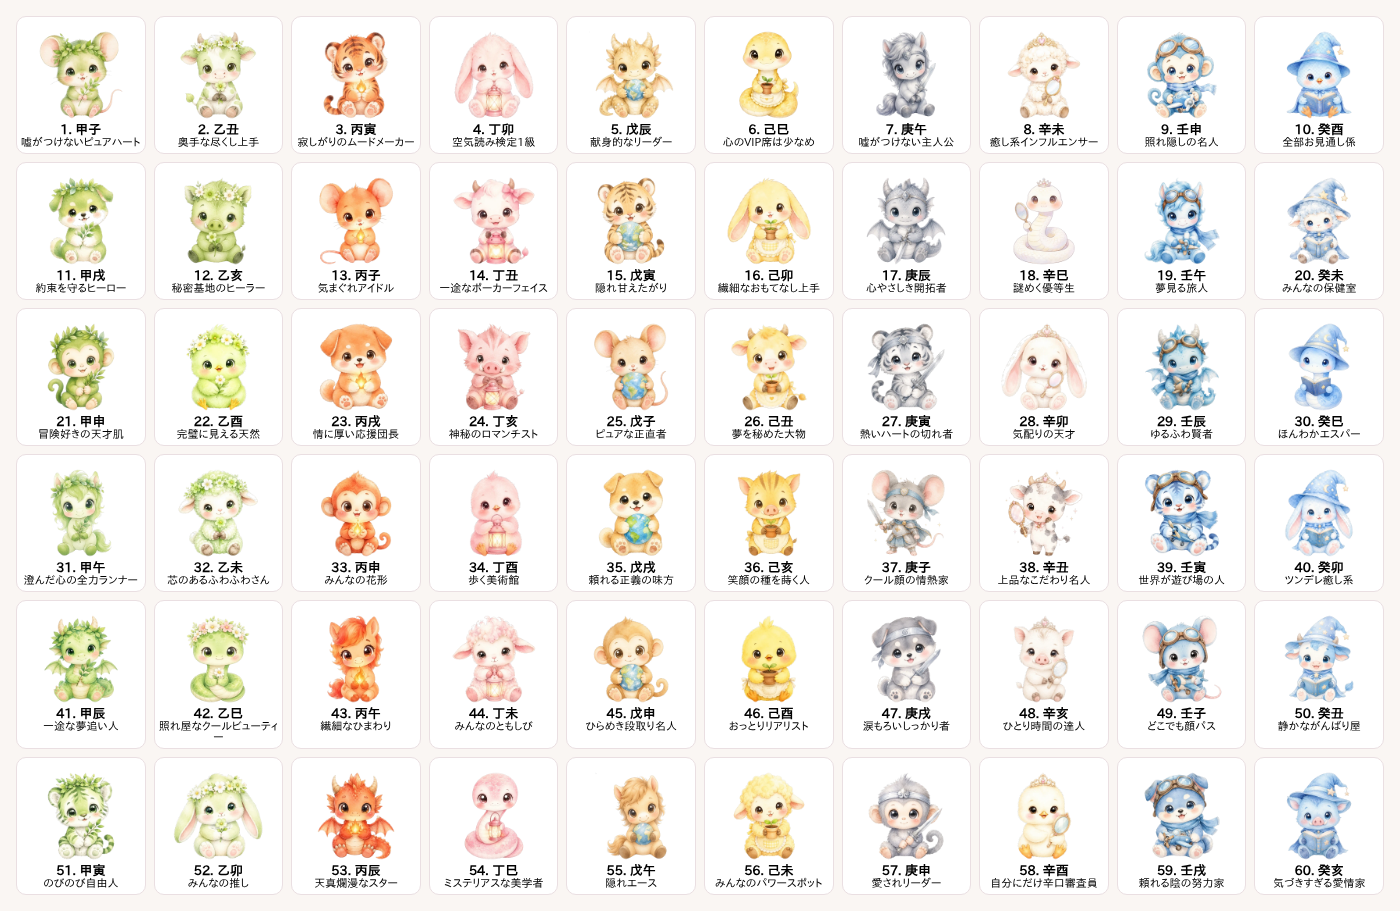 1. 甲子
嘘がつけないピュアハート
2. 乙丑
奥手な尽くし上手
3. 丙寅
寂しがりのムードメーカー
4. 丁卯
空気読み検定1級
5. 戊辰
献身的なリーダー
6. 己巳
心のVIP席は少なめ
7. 庚午
嘘がつけない主人公
8. 辛未
癒し系インフルエンサー
9. 壬申
照れ隠しの名人
10. 癸酉
全部お見通し係
11. 甲戌
約束を守るヒーロー
12. 乙亥
秘密基地のヒーラー
13. 丙子
気まぐれアイドル
14. 丁丑
一途なポーカーフェイス
15. 戊寅
隠れ甘えたがり
16. 己卯
繊細なおもてなし上手
17. 庚辰
心やさしき開拓者
18. 辛巳
謎めく優等生
19. 壬午
夢見る旅人
20. 癸未
みんなの保健室
21. 甲申
冒険好きの天才肌
22. 乙酉
完璧に見える天然
23. 丙戌
情に厚い応援団長
24. 丁亥
神秘のロマンチスト
25. 戊子
ピュアな正直者
26. 己丑
夢を秘めた大物
27. 庚寅
熱いハートの切れ者
28. 辛卯
気配りの天才
29. 壬辰
ゆるふわ賢者
30. 癸巳
ほんわかエスパー
31. 甲午
澄んだ心の全力ランナー
32. 乙未
芯のあるふわふわさん
33. 丙申
みんなの花形
34. 丁酉
歩く美術館
35. 戊戌
頼れる正義の味方
36. 己亥
笑顔の種を蒔く人
37. 庚子
クール顔の情熱家
38. 辛丑
上品なこだわり名人
39. 壬寅
世界が遊び場の人
40. 癸卯
ツンデレ癒し系
41. 甲辰
一途な夢追い人
42. 乙巳
照れ屋なクールビューティ
ー
43. 丙午
繊細なひまわり
44. 丁未
みんなのともしび
45. 戊申
ひらめき段取り名人
46. 己酉
おっとりリアリスト
47. 庚戌
涙もろいしっかり者
48. 辛亥
ひとり時間の達人
49. 壬子
どこでも顔パス
50. 癸丑
静かながんばり屋
51. 甲寅
のびのび自由人
52. 乙卯
みんなの推し
53. 丙辰
天真爛漫なスター
54. 丁巳
ミステリアスな美学者
55. 戊午
隠れエース
56. 己未
みんなのパワースポット
57. 庚申
愛されリーダー
58. 辛酉
自分にだけ辛口審査員
59. 壬戌
頼れる陰の努力家
60. 癸亥
気づきすぎる愛情家